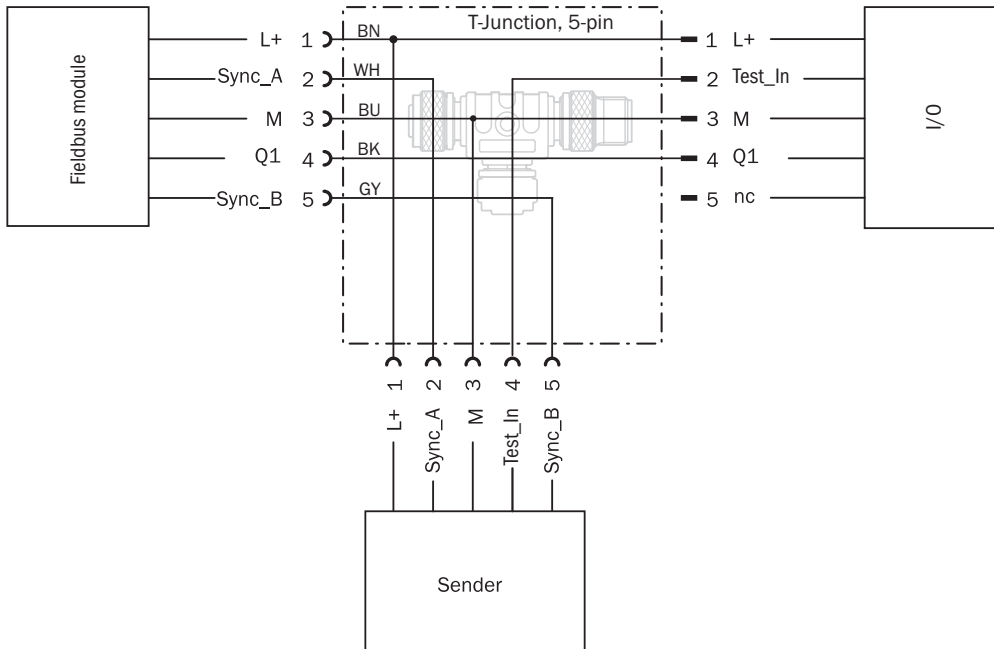 T-Junction, 5-pin
L+ 1 BN 1 L+
Sync_A 2 WH 2 Test_In
M 3 BU 3 M
Q1 4 BK 4 Q1
Sync_B 5 GY 5 nc
Fieldbus module
I/O
1 2 3 4 5
L+ Sync_A M Test_In Sync_B
Sender